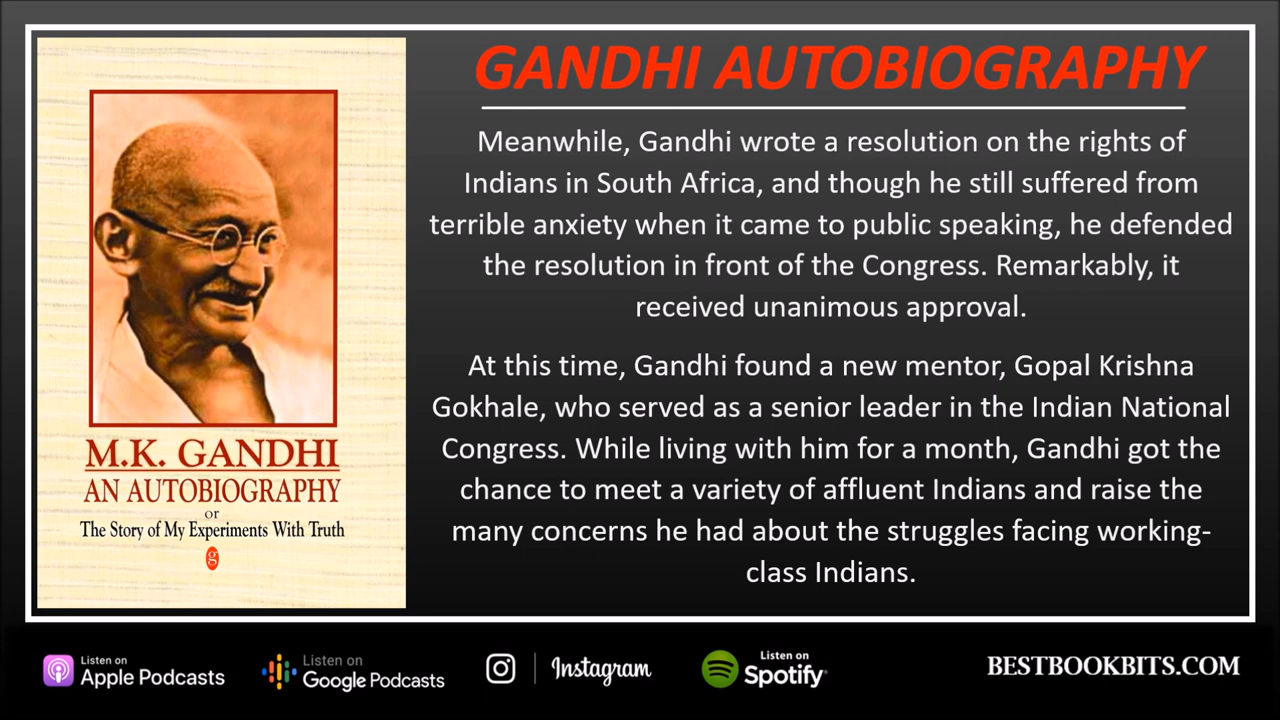 GANDHI AUTOBIOGRAPHY
Meanwhile, Gandhi wrote a resolution on the rights of
Indians in South Africa, and though he still suffered from
terrible anxiety when it came to public speaking, he defended
the resolution in front of the Congress. Remarkably, it
received unanimous approval.
At this time, Gandhi found a new mentor, Gopal Krishna
Gokhale, who served as a senior leader in the Indian National
Congress. While living with him for a month, Gandhi got the
chance to meet a variety of affluent Indians and raise the
many concerns he had about the struggles facing working-
class Indians.
M.K. GANDHI
AN AUTOBIOGRAPHY
or
The Story of My Experiments With Truth
g
Listen on
Apple Podcasts
Listen on
Google Podcasts
Instagram
Listen on
Spotify
BESTBOOKBITS.COM